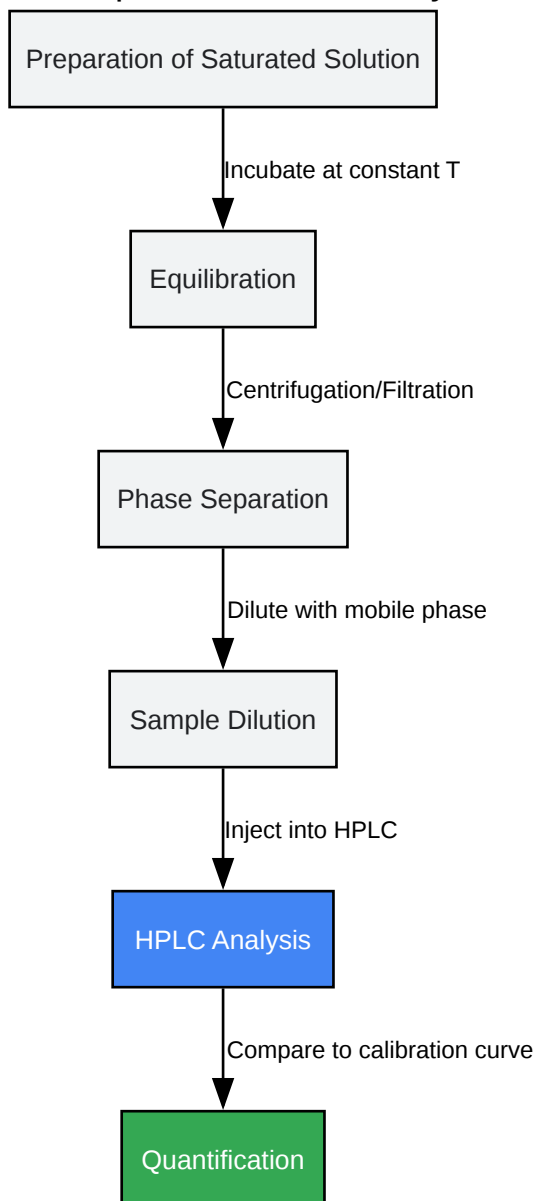 Preparation of Saturated Solution
Incubate at constant T
Equilibration
Centrifugation/Filtration
Phase Separation
Dilute with mobile phase
Sample Dilution
Inject into HPLC
HPLC Analysis
Compare to calibration curve
Quantification